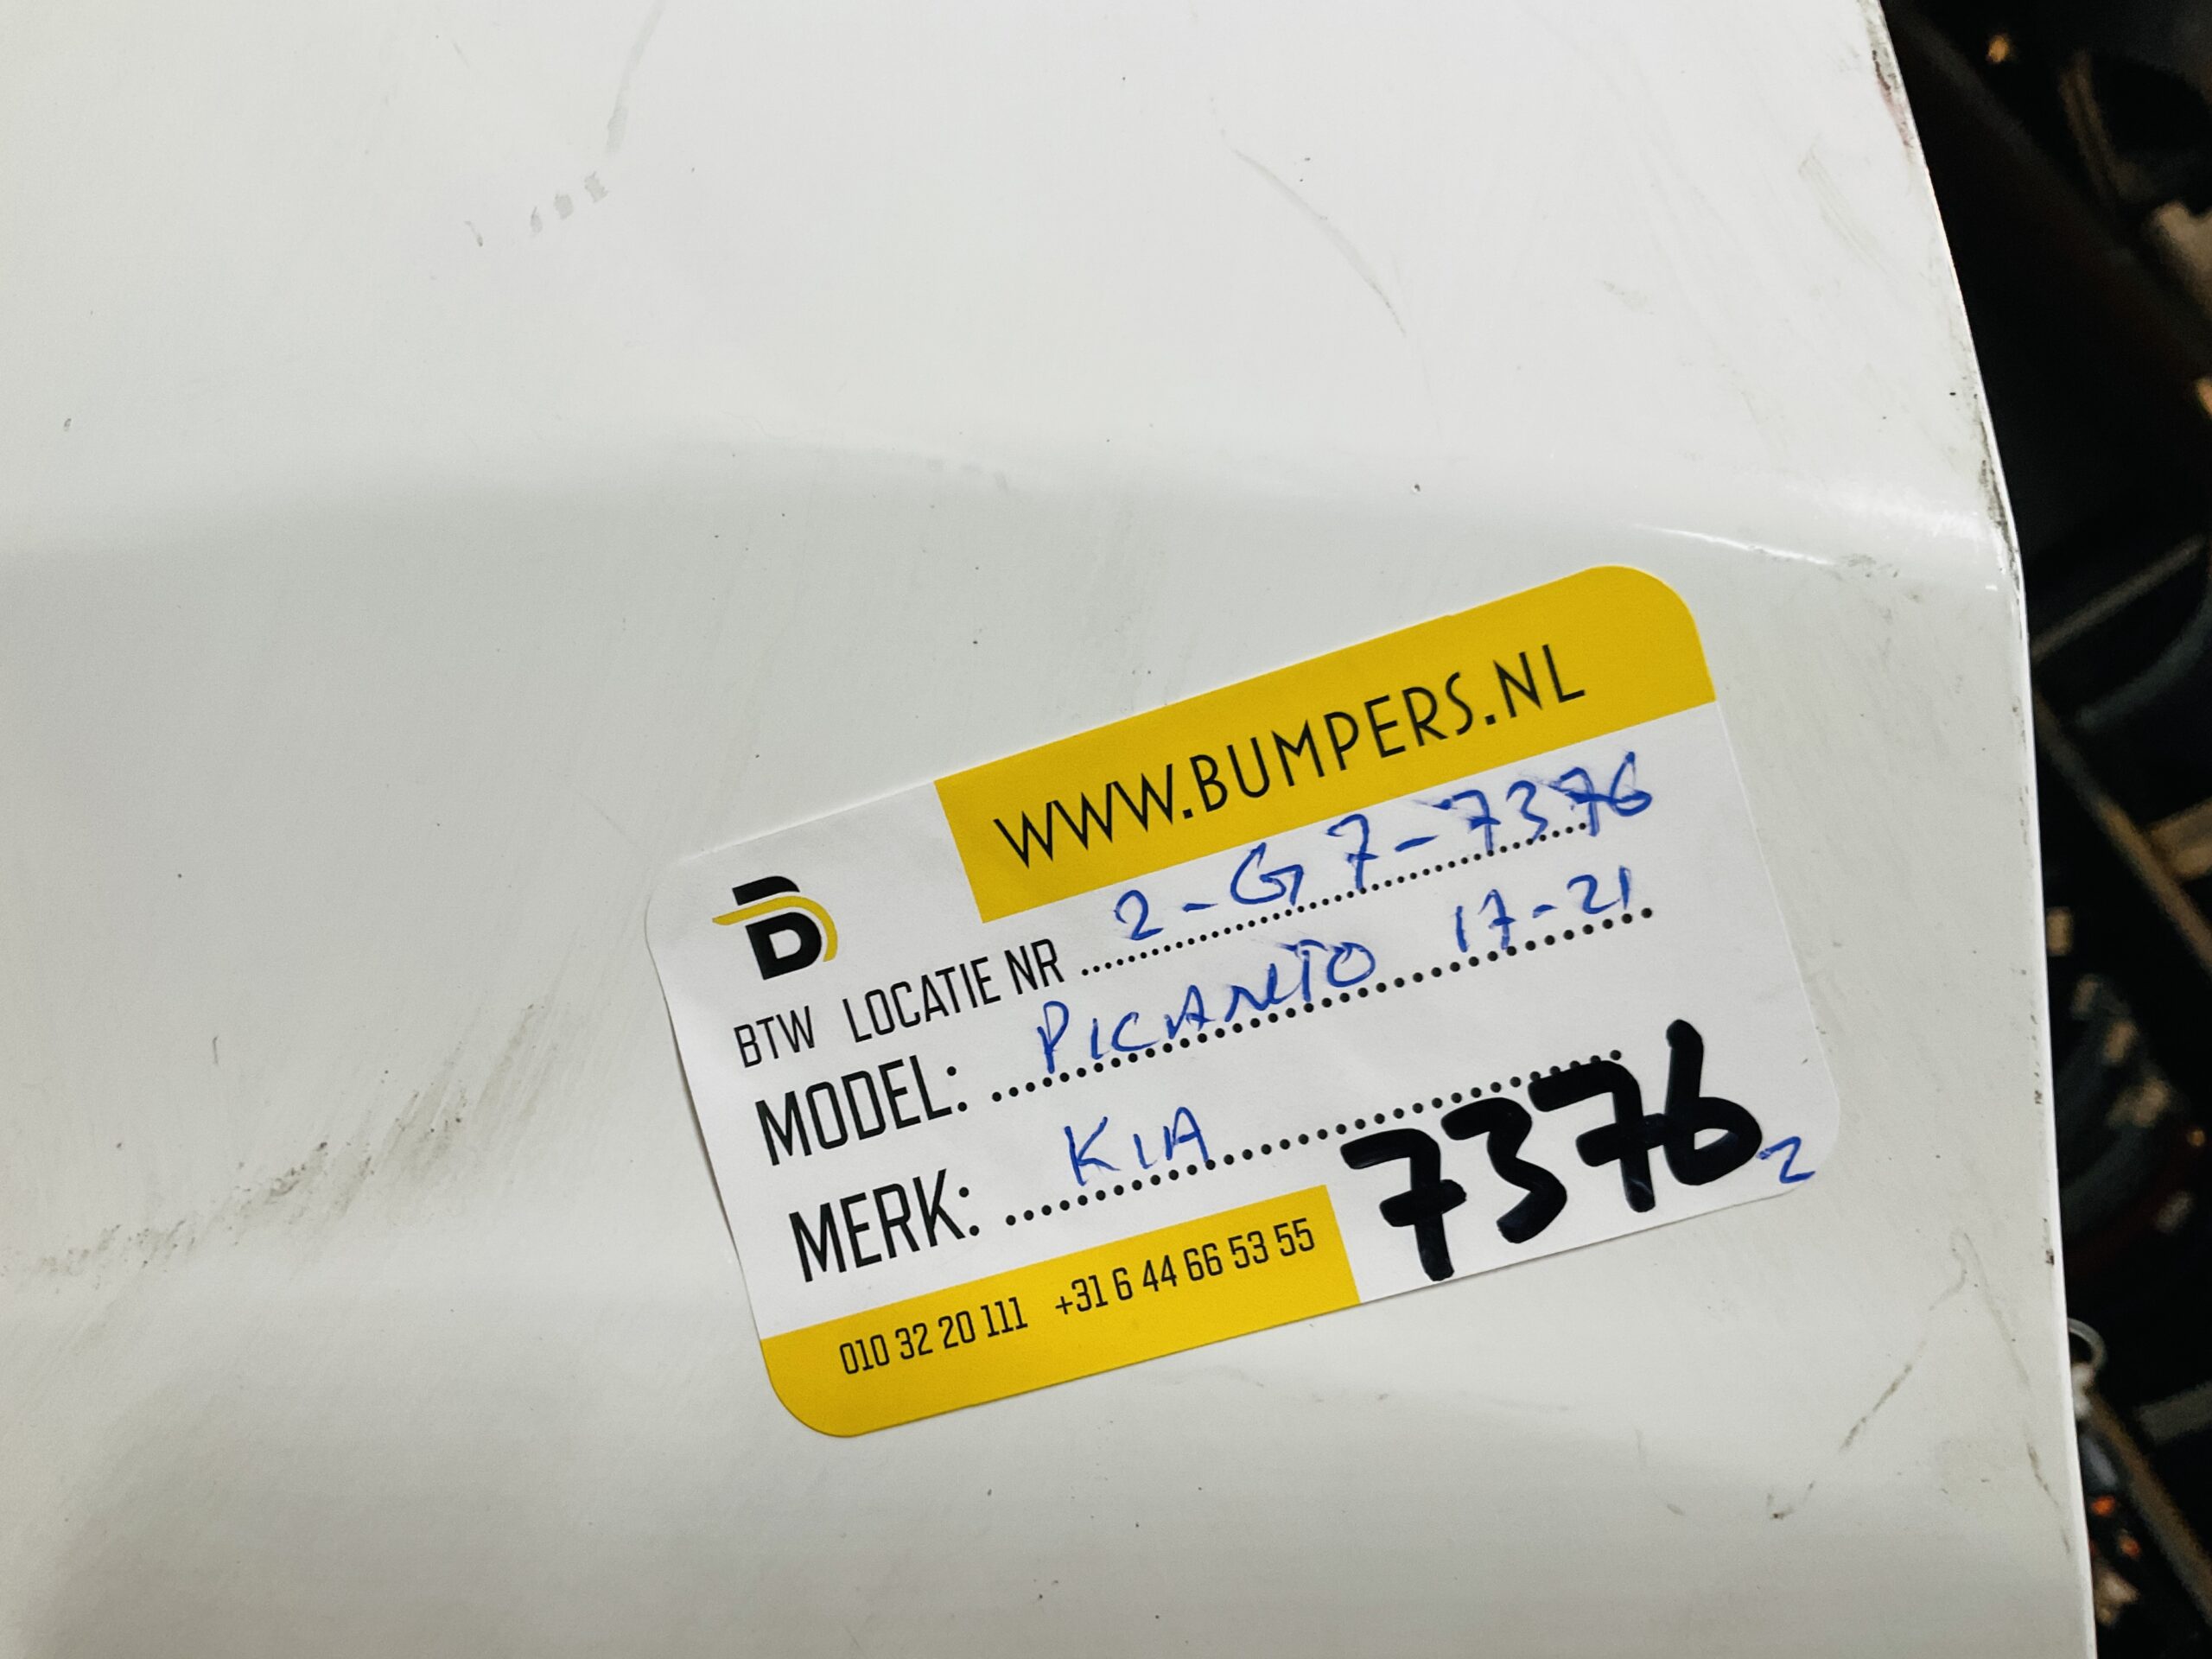 WWW.BUMPERS.NL
B
BTW LOCATIE NR 2-G7-7376
MODEL: PICANTO 17-21
MERK: KIA
7376 2
010 32 20 111 +31 6 44 66 53 55